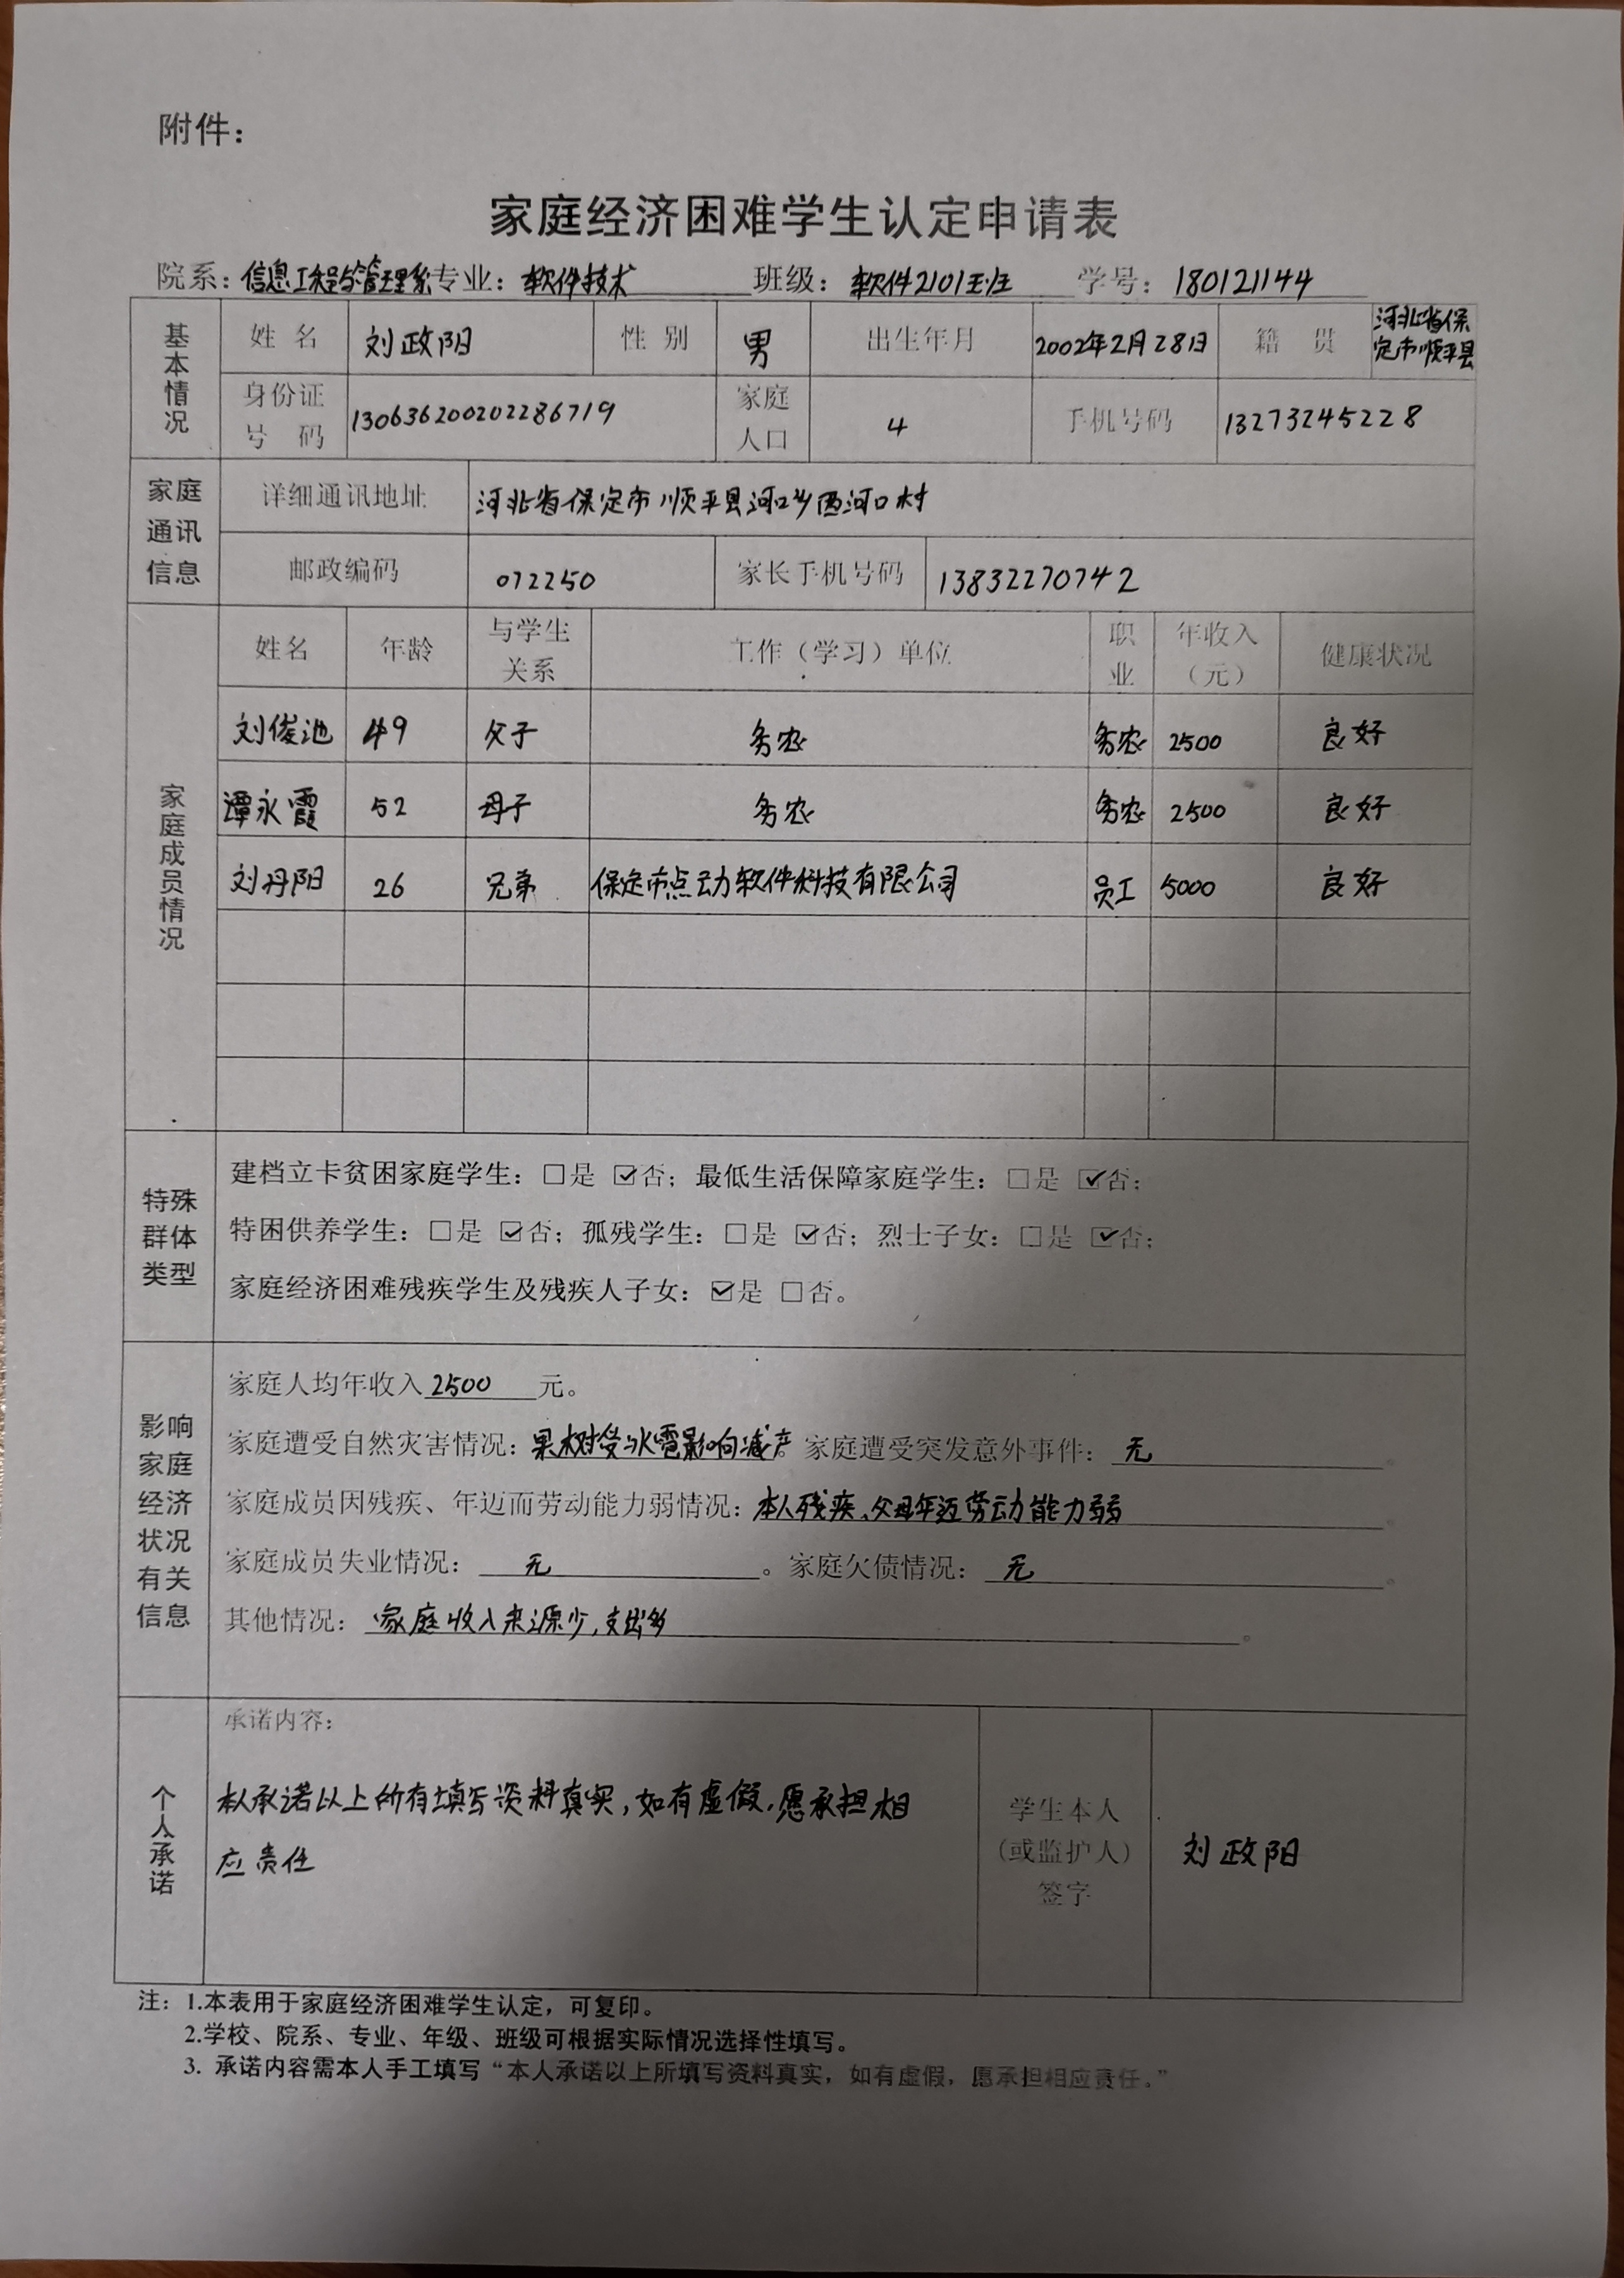 附件：
家庭经济困难学生认定申请表
院系：信息工程与管理系 专业：软件技术 班级：软件2101班 学号：180121144
基本情况
姓名 刘政阳 性别 男 出生年月 2002年2月28日 籍贯 河北省保定市顺平县
身份证号码 130636200202286719 家庭人口 4 手机号码 13273245228
家庭通讯信息
详细通讯地址 河北省保定市顺平县河口乡西河口村
邮政编码 072250 家长手机号码 13832270742
家庭成员情况
姓名 年龄 与学生关系 工作（学习）单位 职业 年收入（元） 健康状况
刘俊池 49 父子 务农 务农 2500 良好
谭永霞 52 母子 务农 务农 2500 良好
刘丹阳 26 兄弟 保定市点动软件科技有限公司 员工 5000 良好
特殊群体类型
建档立卡贫困家庭学生：□是 ☑否；最低生活保障家庭学生：□是 ☑否；
特困供养学生：□是 ☑否；孤残学生：□是 ☑否；烈士子女：□是 ☑否；
家庭经济困难残疾学生及残疾人子女：☑是 □否。
影响家庭经济状况有关信息
家庭人均年收入2500元。
家庭遭受自然灾害情况：果树受冰雹影响减产。家庭遭受突发意外事件：无。
家庭成员因残疾、年迈而劳动能力弱情况：本人残疾、父母年迈劳动能力弱。
家庭成员失业情况：无。家庭欠债情况：无。
其他情况：家庭收入来源少，支出多。
个人承诺
承诺内容：
本人承诺以上所有填写资料真实，如有虚假，愿承担相
应责任
学生本人
（或监护人）
签字
刘政阳
注：1.本表用于家庭经济困难学生认定，可复印。
2.学校、院系、专业、年级、班级可根据实际情况选择性填写。
3. 承诺内容需本人手工填写“本人承诺以上所填写资料真实，如有虚假，愿承担相应责任。”